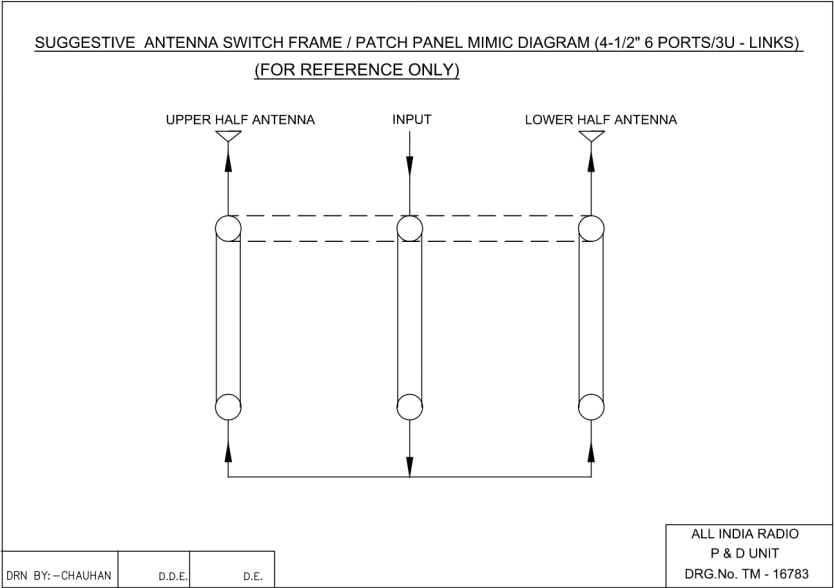 SUGGESTIVE ANTENNA SWITCH FRAME / PATCH PANEL MIMIC DIAGRAM (4-1/2" 6 PORTS/3U - LINKS)
(FOR REFERENCE ONLY)
UPPER HALF ANTENNA
INPUT
LOWER HALF ANTENNA
ALL INDIA RADIO
P & D UNIT
DRG.No. TM - 16783
DRN BY:-CHAUHAN
D.D.E.
D.E.